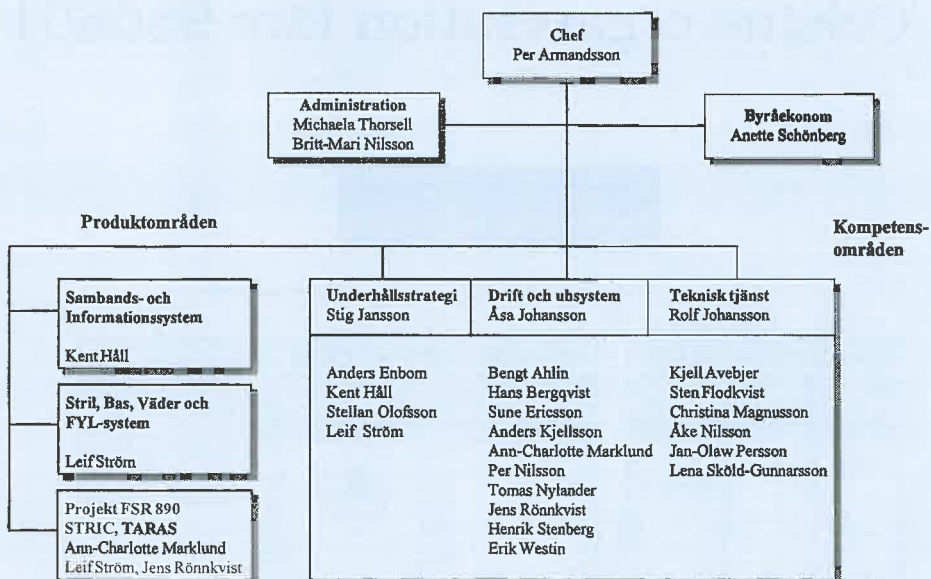 Chef
Per Armandsson
Administration
Michaela Thorsell
Britt-Mari Nilsson
Byråekonom
Anette Schönberg
Produktområden
Kompetens-
områden
Sambands- och
Informationssystem
Kent Håll
Stril, Bas, Väder och
FYL-system
Leif Ström
Projekt FSR 890
STRIC, TARAS
Ann-Charlotte Marklund
Leif Ström, Jens Rönnkvist
Underhållsstrategi
Stig Jansson
Anders Enbom
Kent Håll
Stellan Olofsson
Leif Ström
Drift och uhsystem
Åsa Johansson
Bengt Ahlin
Hans Bergqvist
Sune Ericsson
Anders Kjellsson
Ann-Charlotte Marklund
Per Nilsson
Tomas Nylander
Jens Rönnkvist
Henrik Stenberg
Erik Westin
Teknisk tjänst
Rolf Johansson
Kjell Avebjer
Sten Flodkvist
Christina Magnusson
Åke Nilsson
Jan-Olaw Persson
Lena Sköld-Gunnarsson